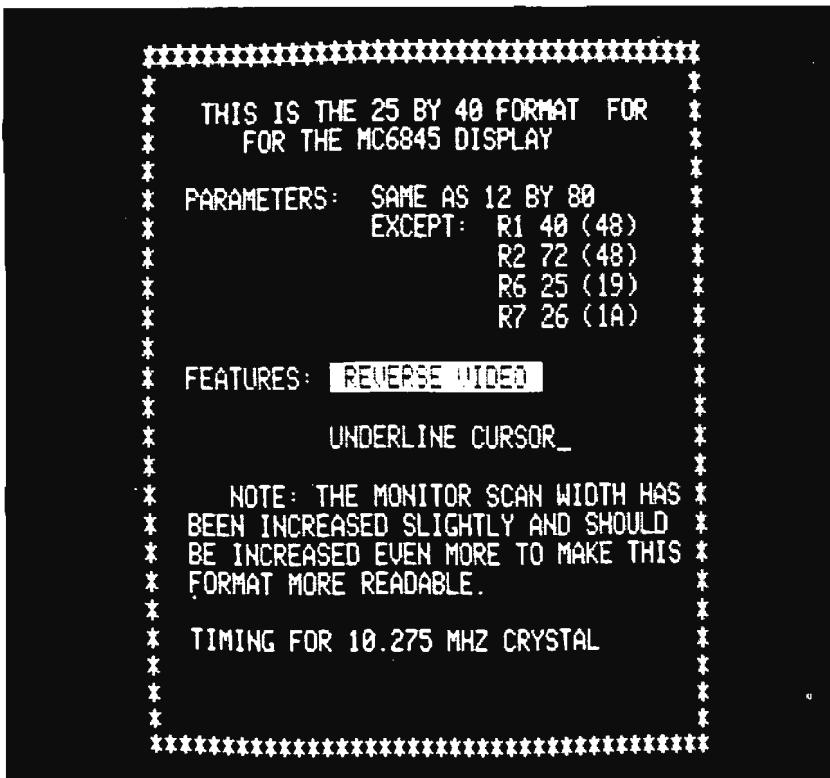 ***************************************
THIS IS THE 25 BY 40 FORMAT FOR
FOR THE MC6845 DISPLAY
PARAMETERS: SAME AS 12 BY 80
EXCEPT: R1 40 (48)
R2 72 (48)
R6 25 (19)
R7 26 (1A)
FEATURES: REVERSE VIDEO
UNDERLINE CURSOR_
NOTE: THE MONITOR SCAN WIDTH HAS
BEEN INCREASED SLIGHTLY AND SHOULD
BE INCREASED EVEN MORE TO MAKE THIS
FORMAT MORE READABLE.
TIMING FOR 10.275 MHZ CRYSTAL
***************************************